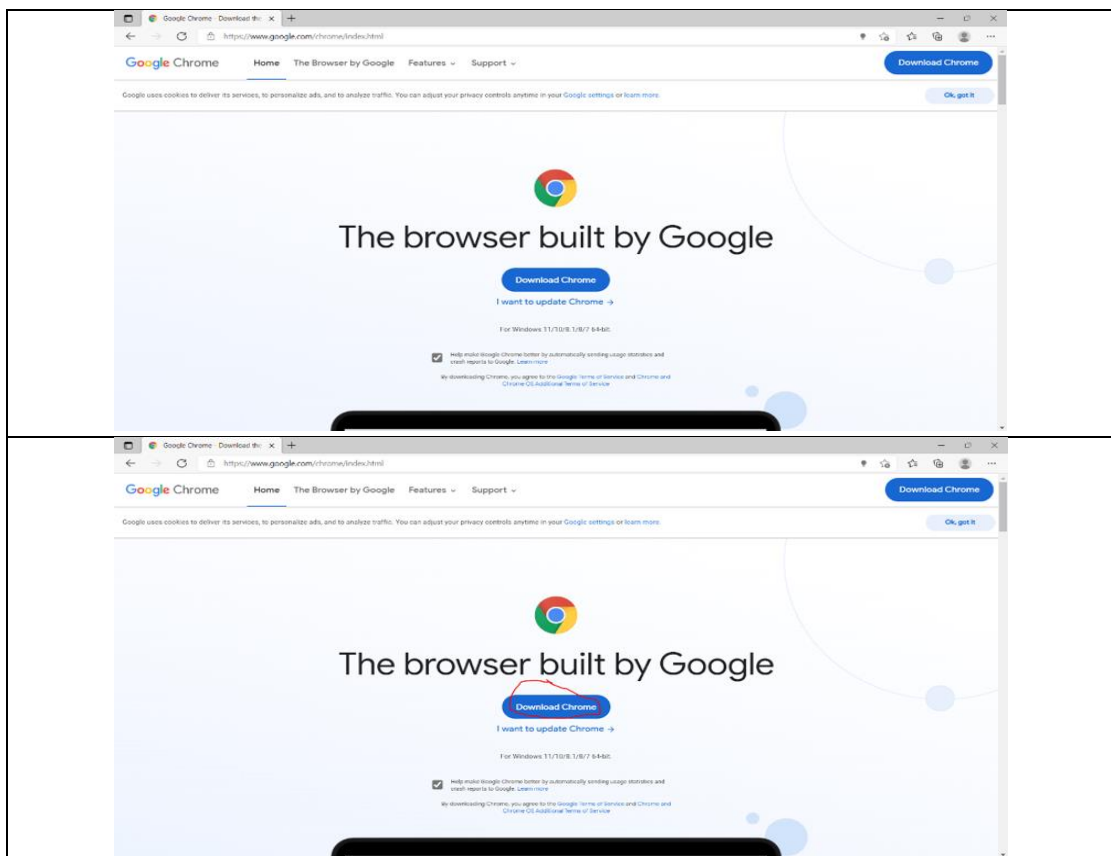 Google Chrome - Download the
https://www.google.com/chrome/index.html
Google Chrome Home The Browser by Google Features Support Download Chrome
Google uses cookies to deliver its services, to personalize ads, and to analyze traffic. You can adjust your privacy controls anytime in your Google settings or learn more. Ok, got it
The browser built by Google
Download Chrome
I want to update Chrome →
For Windows 11/10/8.1/8/7 64-bit.
Help make Google Chrome better by automatically sending usage statistics and
crash reports to Google. Learn more
By downloading Chrome, you agree to the Google Terms of Service and Chrome and
Chrome OS Additional Terms of Service
Google Chrome - Download the
https://www.google.com/chrome/index.html
Google Chrome Home The Browser by Google Features Support Download Chrome
Google uses cookies to deliver its services, to personalize ads, and to analyze traffic. You can adjust your privacy controls anytime in your Google settings or learn more. Ok, got it
The browser built by Google
Download Chrome
I want to update Chrome →
For Windows 11/10/8.1/8/7 64-bit.
Help make Google Chrome better by automatically sending usage statistics and
crash reports to Google. Learn more
By downloading Chrome, you agree to the Google Terms of Service and Chrome and
Chrome OS Additional Terms of Service